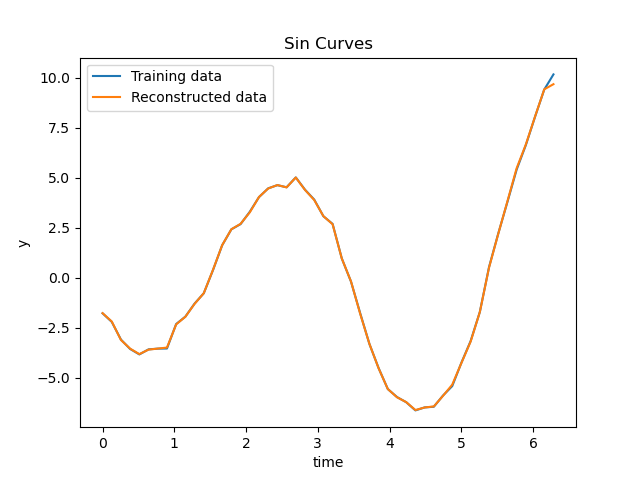 Sin Curves
Training data
Reconstructed data
10.0
7.5
5.0
2.5
0.0
−2.5
−5.0
y
0 1 2 3 4 5 6
time